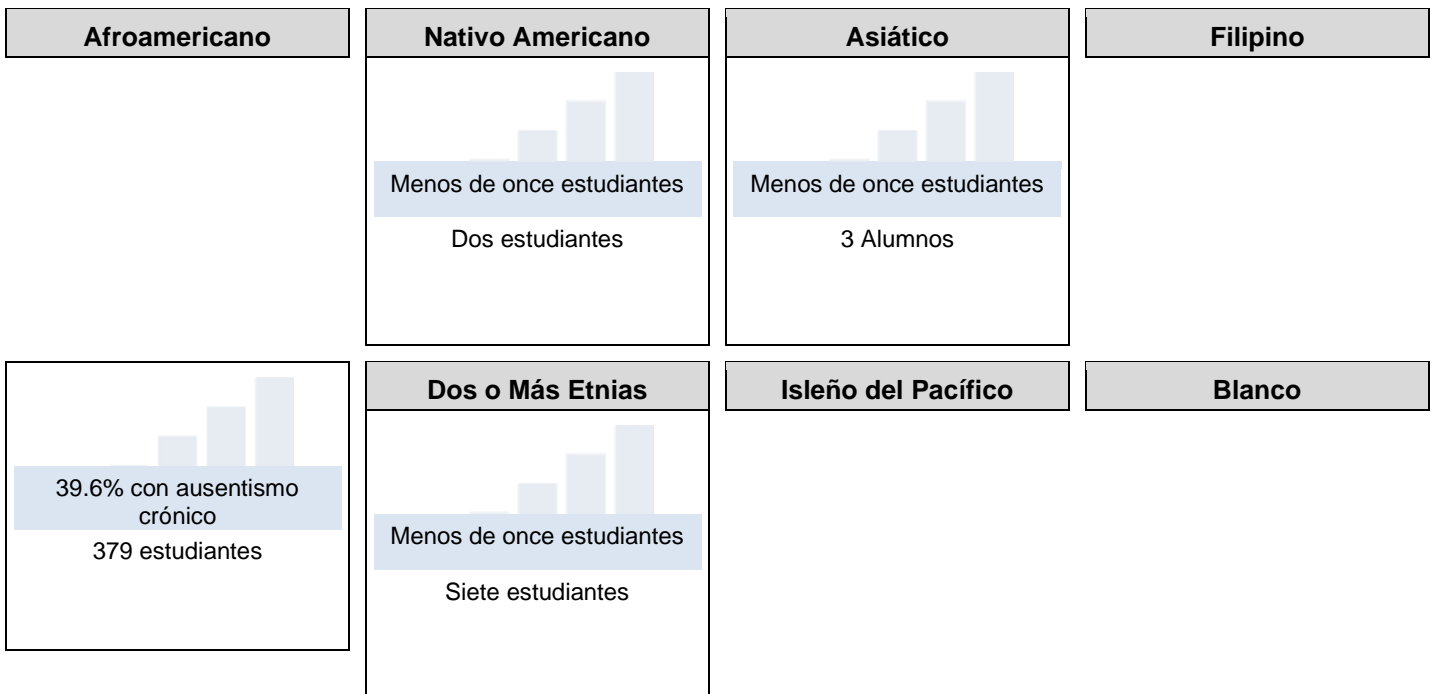 Afroamericano
Nativo Americano
Menos de once estudiantes
Dos estudiantes
Asiático
Menos de once estudiantes
3 Alumnos
Filipino
39.6% con ausentismo
crónico
379 estudiantes
Dos o Más Etnias
Menos de once estudiantes
Siete estudiantes
Isleño del Pacífico
Blanco